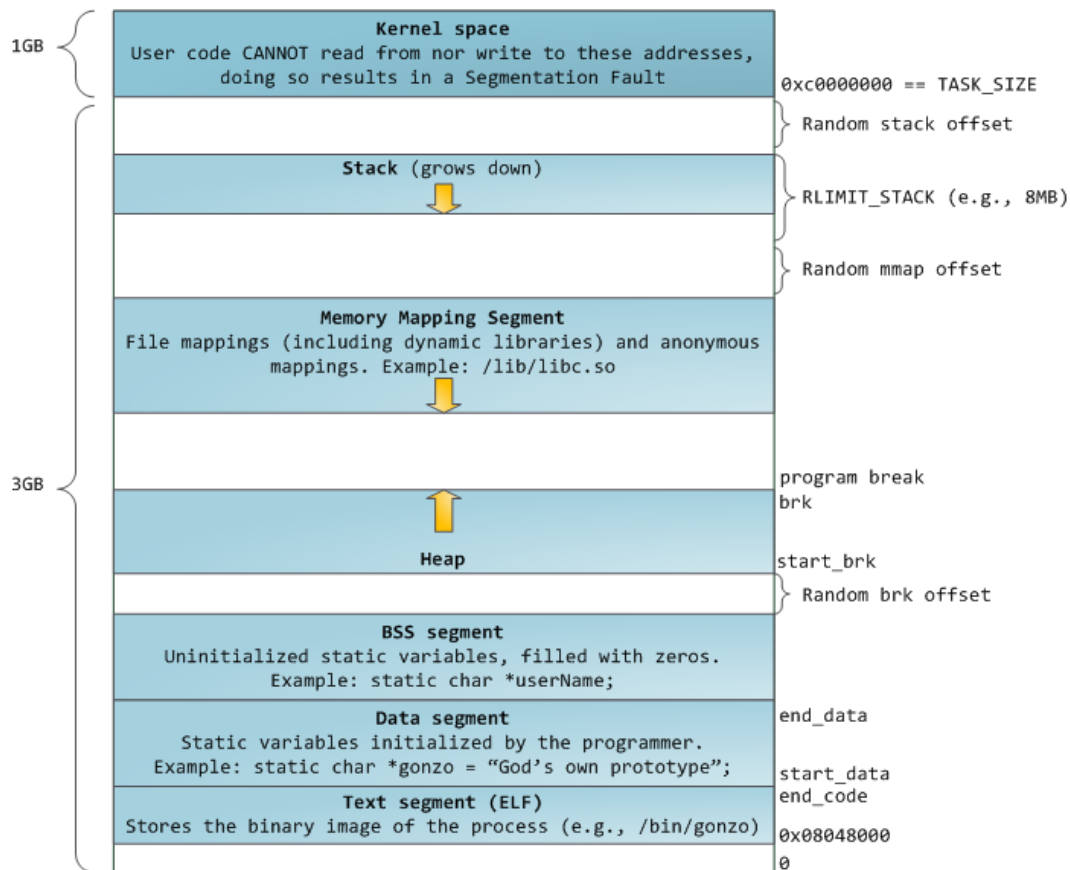 1GB
Kernel space
User code CANNOT read from nor write to these addresses,
doing so results in a Segmentation Fault
0xc0000000 == TASK_SIZE
Random stack offset
Stack (grows down)
RLIMIT_STACK (e.g., 8MB)
Random mmap offset
Memory Mapping Segment
File mappings (including dynamic libraries) and anonymous
mappings. Example: /lib/libc.so
3GB
program break
brk
Heap
start_brk
Random brk offset
BSS segment
Uninitialized static variables, filled with zeros.
Example: static char *userName;
Data segment
end_data
Static variables initialized by the programmer.
Example: static char *gonzo = “God’s own prototype”;
start_data
end_code
Text segment (ELF)
Stores the binary image of the process (e.g., /bin/gonzo)
0x08048000
0